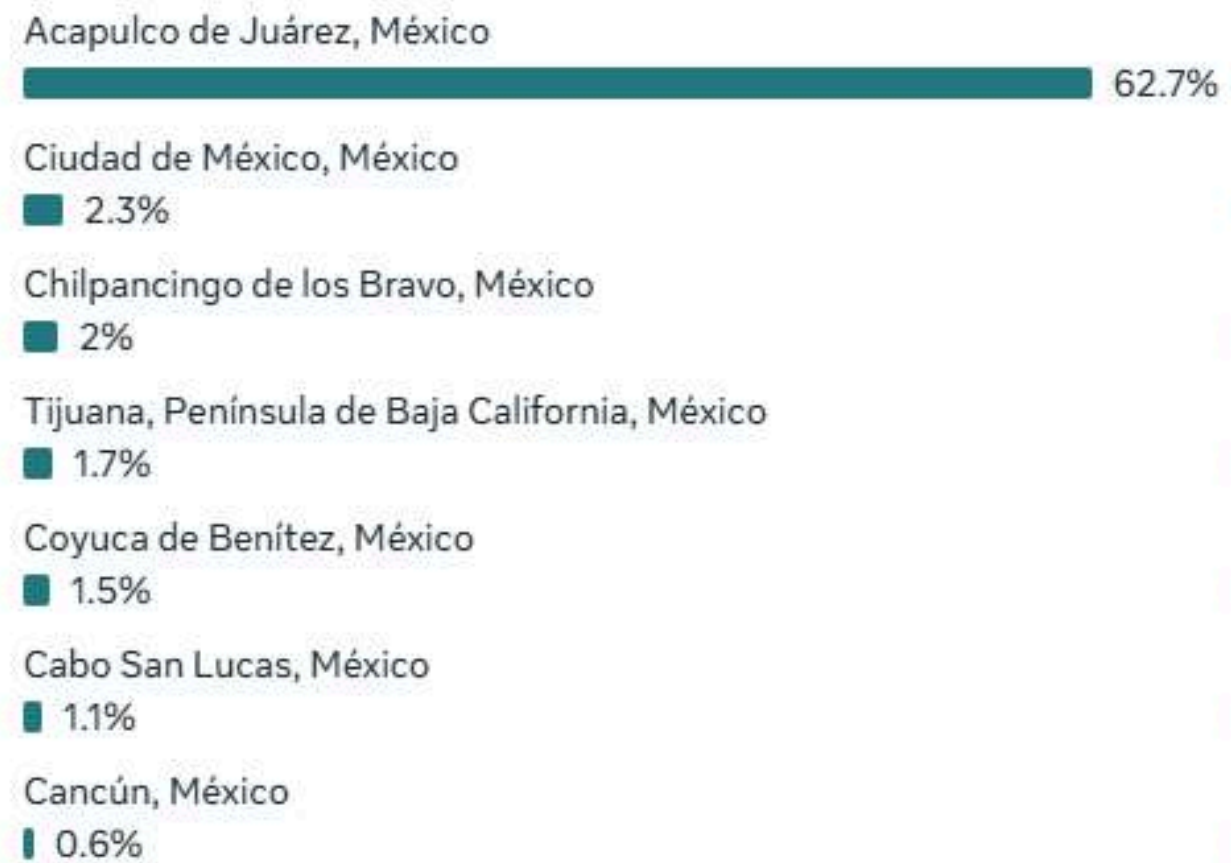 Acapulco de Juárez, México
62.7%
Ciudad de México, México
2.3%
Chilpancingo de los Bravo, México
2%
Tijuana, Península de Baja California, México
1.7%
Coyuca de Benítez, México
1.5%
Cabo San Lucas, México
1.1%
Cancún, México
0.6%